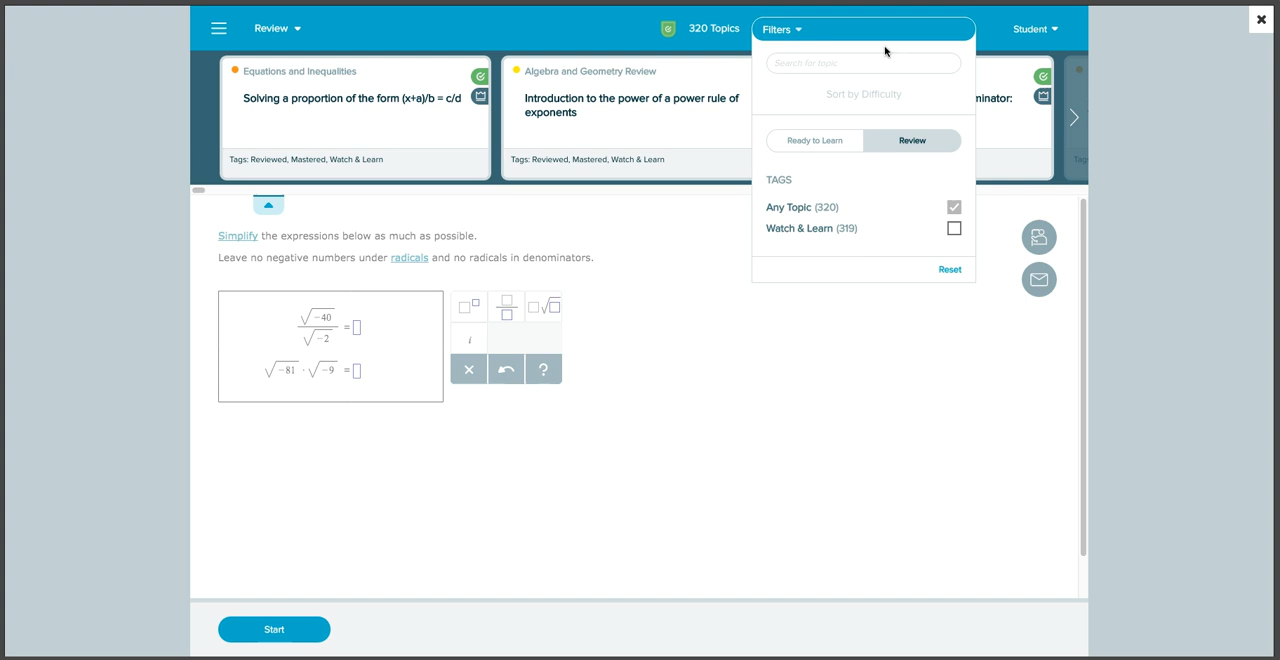 Review
320 Topics
Filters
Student
Equations and Inequalities
Solving a proportion of the form (x+a)/b = c/d
Tags: Reviewed, Mastered, Watch & Learn
Algebra and Geometry Review
Introduction to the power of a power rule of
exponents
Tags: Reviewed, Mastered, Watch & Learn
minator:
Tag
Search for topic
Sort by Difficulty
Ready to Learn
Review
TAGS
Any Topic (320)
Watch & Learn (319)
Reset
Simplify the expressions below as much as possible.
Leave no negative numbers under radicals and no radicals in denominators.
√-40 / √-2 = □
√-81 · √-9 = □
i
?
Start